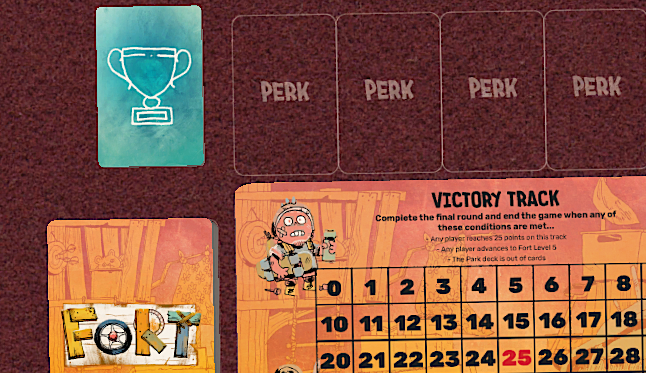 PERK PERK PERK PERK
VICTORY TRACK
Complete the final round and end the game when any of
these conditions are met...
- Any player reaches 25 points on this track
- Any player advances to Fort Level 5
- The Park deck is out of cards
FORT
0 1 2 3 4 5 6 7 8
10 11 12 13 14 15 16 17 18
20 21 22 23 24 25 26 27 28